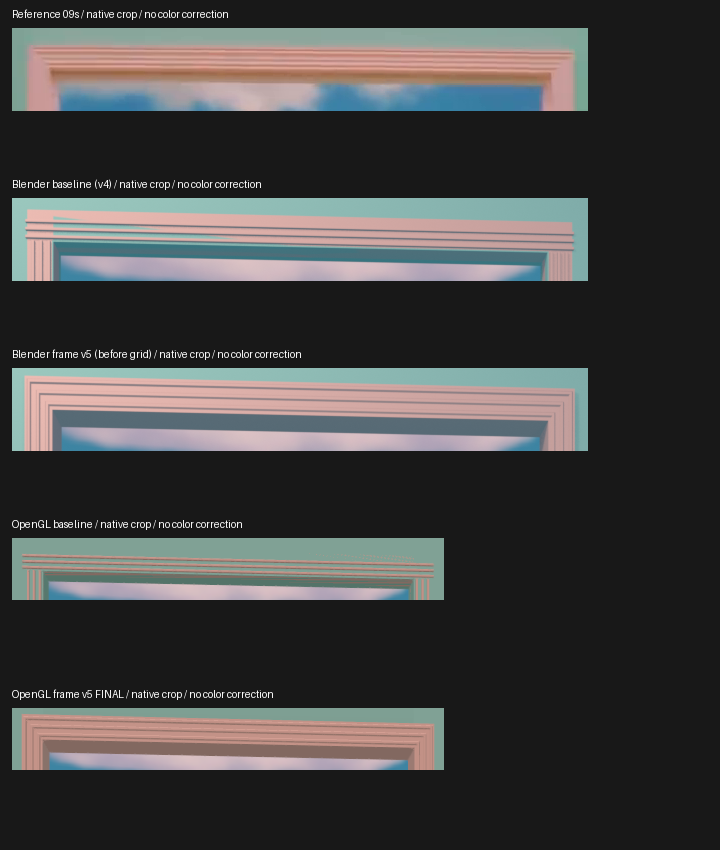 Reference 09s / native crop / no color correction
Blender baseline (v4) / native crop / no color correction
Blender frame v5 (before grid) / native crop / no color correction
OpenGL baseline / native crop / no color correction
OpenGL frame v5 FINAL / native crop / no color correction